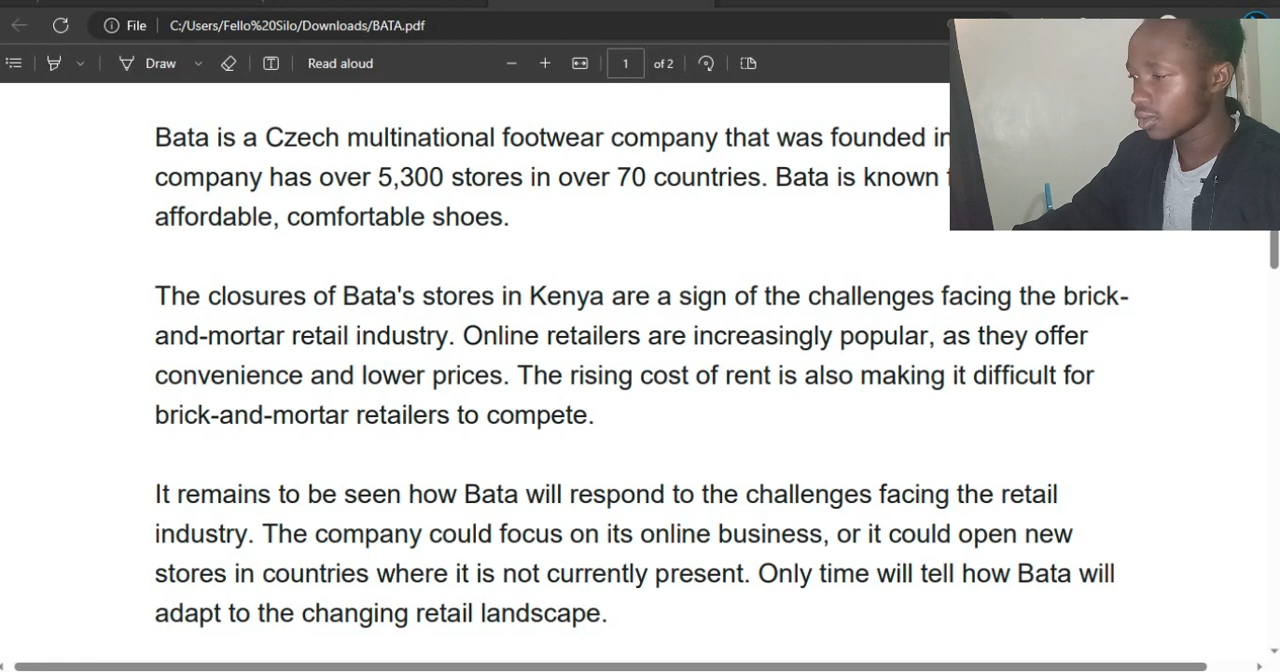 File C:/Users/Fello%20Silo/Downloads/BATA.pdf
Draw Read aloud 1 of 2
Bata is a Czech multinational footwear company that was founded in
company has over 5,300 stores in over 70 countries. Bata is known
affordable, comfortable shoes.
The closures of Bata's stores in Kenya are a sign of the challenges facing the brick-
and-mortar retail industry. Online retailers are increasingly popular, as they offer
convenience and lower prices. The rising cost of rent is also making it difficult for
brick-and-mortar retailers to compete.
It remains to be seen how Bata will respond to the challenges facing the retail
industry. The company could focus on its online business, or it could open new
stores in countries where it is not currently present. Only time will tell how Bata will
adapt to the changing retail landscape.